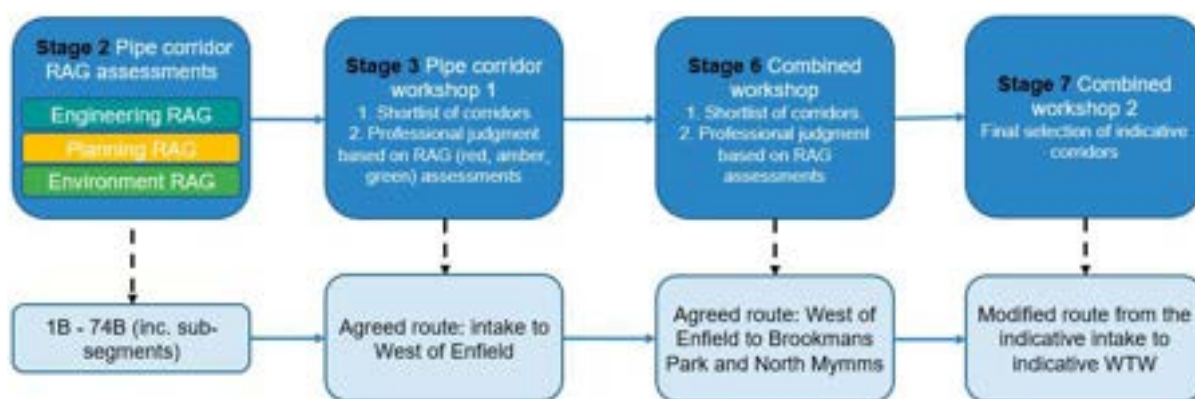 Stage 2 Pipe corridor
RAG assessments
Engineering RAG
Planning RAG
Environment RAG
Stage 3 Pipe corridor
workshop 1
1. Shortlist of corridors
2. Professional judgment
based on RAG (red, amber,
green) assessments
Stage 6 Combined
workshop
1. Shortlist of corridors
2. Professional judgment
based on RAG
assessments
Stage 7 Combined
workshop 2
Final selection of indicative
corridors
1B - 74B (inc. sub-
segments)
Agreed route: intake to
West of Enfield
Agreed route: West of
Enfield to Brookmans
Park and North Mymms
Modified route from the
indicative intake to
indicative WTW